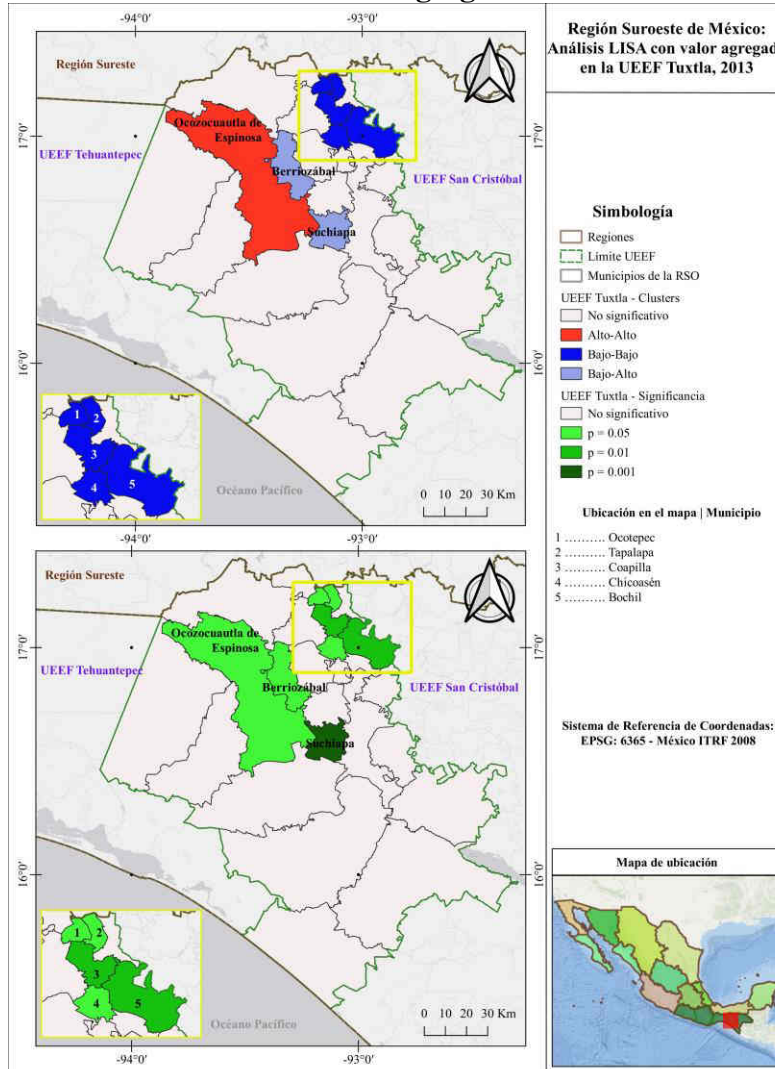 Región Suroeste de México:
Análisis LISA con valor agregad
en la UEEF Tuxtla, 2013
-94°0'
-93°0'
Región Sureste
17°0'
Ocozocuautla de
Espinosa
UEEF Tehuantepec
Berriozábal
UEEF San Cristóbal
Suchiapa
16°0'
1
2
3
4
5
Océano Pacífico
0 10 20 30 Km
-94°0'
-93°0'
Región Sureste
17°0'
Ocozocuautla de
Espinosa
UEEF Tehuantepec
Berriozábal
UEEF San Cristóbal
Suchiapa
16°0'
1
2
3
4
5
Océano Pacífico
0 10 20 30 Km
-94°0'
-93°0'
Simbología
Regiones
Límite UEEF
Municipios de la RSO
UEEF Tuxtla - Clusters
No significativo
Alto-Alto
Bajo-Bajo
Bajo-Alto
UEEF Tuxtla - Significancia
No significativo
p = 0.05
p = 0.01
p = 0.001
Ubicación en el mapa | Municipio
1 .......... Ocotepec
2 .......... Tapalapa
3 .......... Coapilla
4 .......... Chicoasén
5 .......... Bochil
Sistema de Referencia de Coordenadas:
EPSG: 6365 - México ITRF 2008
Mapa de ubicación